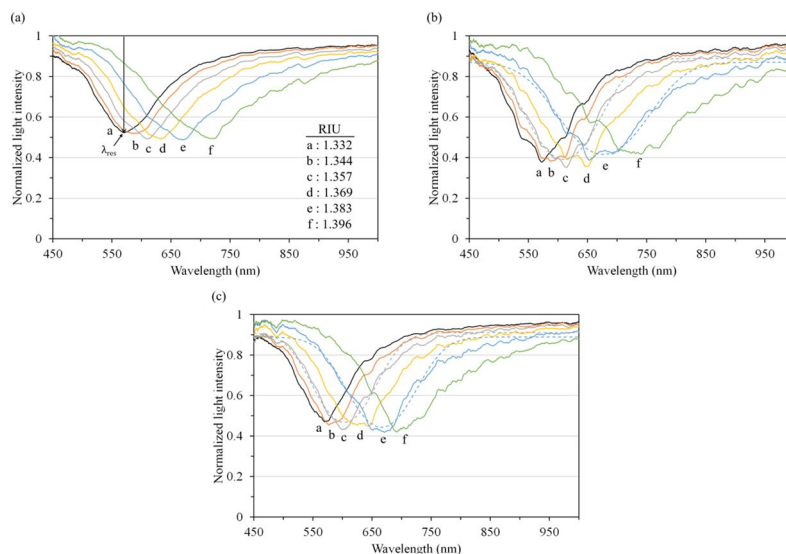 (a)
Normalized light intensity
1
0.8
0.6
0.4
0.2
0
450 550 650 750 850 950
Wavelength (nm)
a b c d e f
λres
RIU
a : 1.332
b : 1.344
c : 1.357
d : 1.369
e : 1.383
f : 1.396
(b)
Normalized light intensity
1
0.8
0.6
0.4
0.2
0
450 550 650 750 850 950
Wavelength (nm)
a b c d e f
(c)
Normalized light intensity
1
0.8
0.6
0.4
0.2
0
450 550 650 750 850 950
Wavelength (nm)
a b c d e f